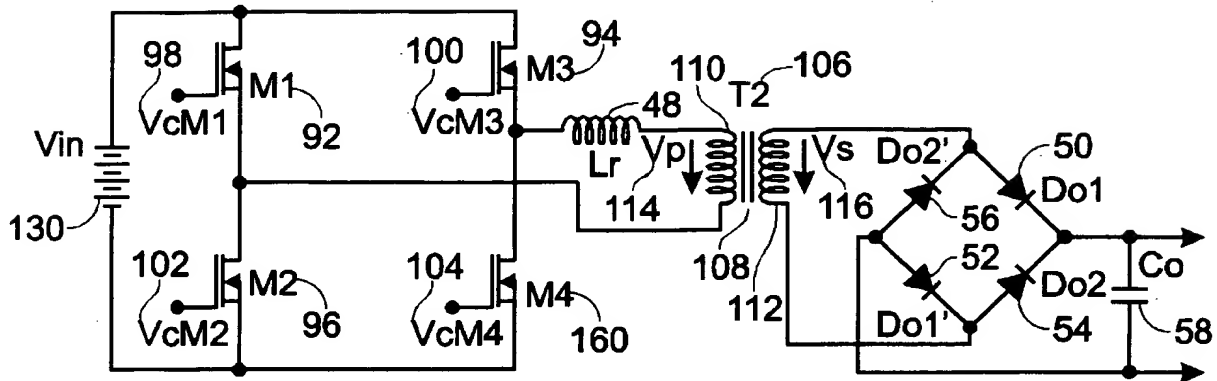 98
VcM1
M1
92
100
VcM3
M3
94
48
Lr
110
T2
106
Vp
114
Vs
116
108
112
Do2'
50
Do1
56
52
Do1'
Do2
54
Co
58
Vin
130
102
VcM2
M2
96
104
VcM4
M4
160